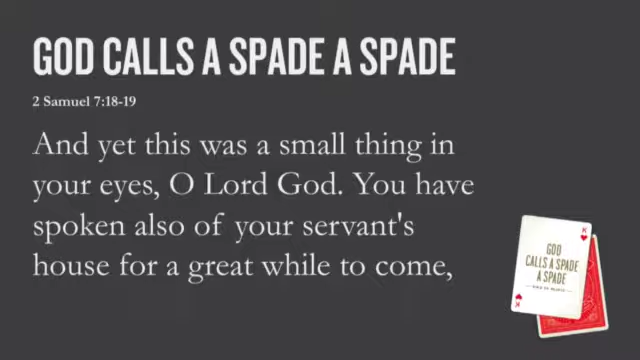 GOD CALLS A SPADE A SPADE
2 Samuel 7:18-19
And yet this was a small thing in
your eyes, O Lord God. You have
spoken also of your servant's
house for a great while to come,
K
GOD
CALLS A SPADE
A SPADE
K